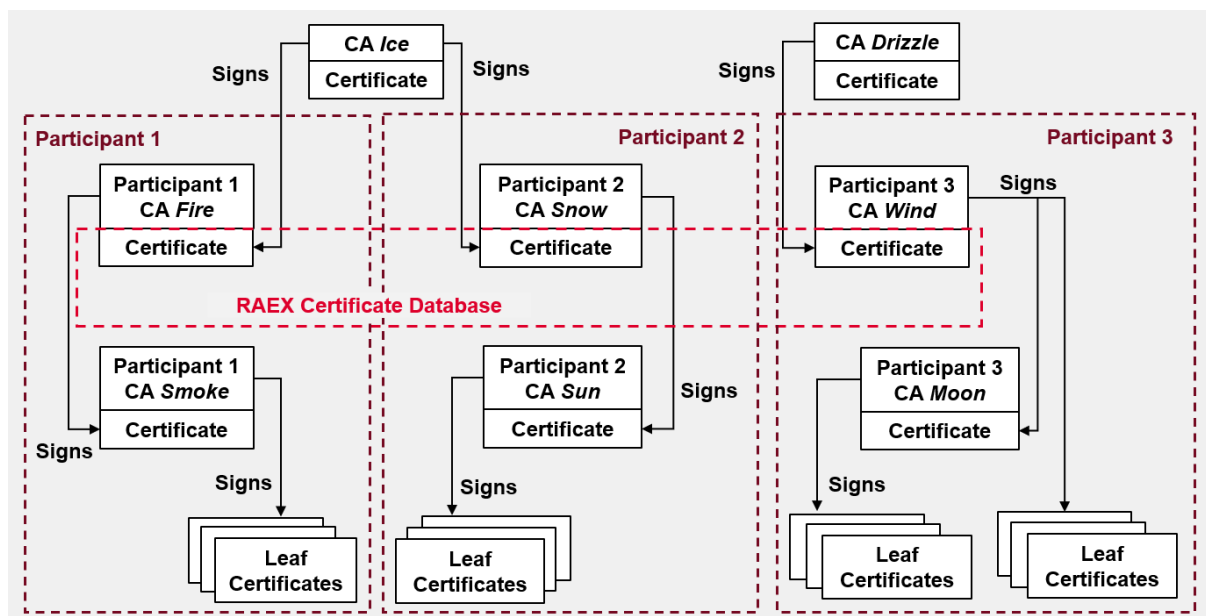 CA Ice
Certificate
Signs
Signs
CA Drizzle
Certificate
Signs
Participant 1
Participant 2
Participant 3
Participant 1
CA Fire
Certificate
Participant 2
CA Snow
Certificate
Participant 3
CA Wind
Certificate
Signs
RAEX Certificate Database
Participant 1
CA Smoke
Certificate
Signs
Participant 2
CA Sun
Certificate
Signs
Participant 3
CA Moon
Certificate
Signs
Signs
Signs
Leaf
Certificates
Leaf
Certificates
Leaf
Certificates
Leaf
Certificates